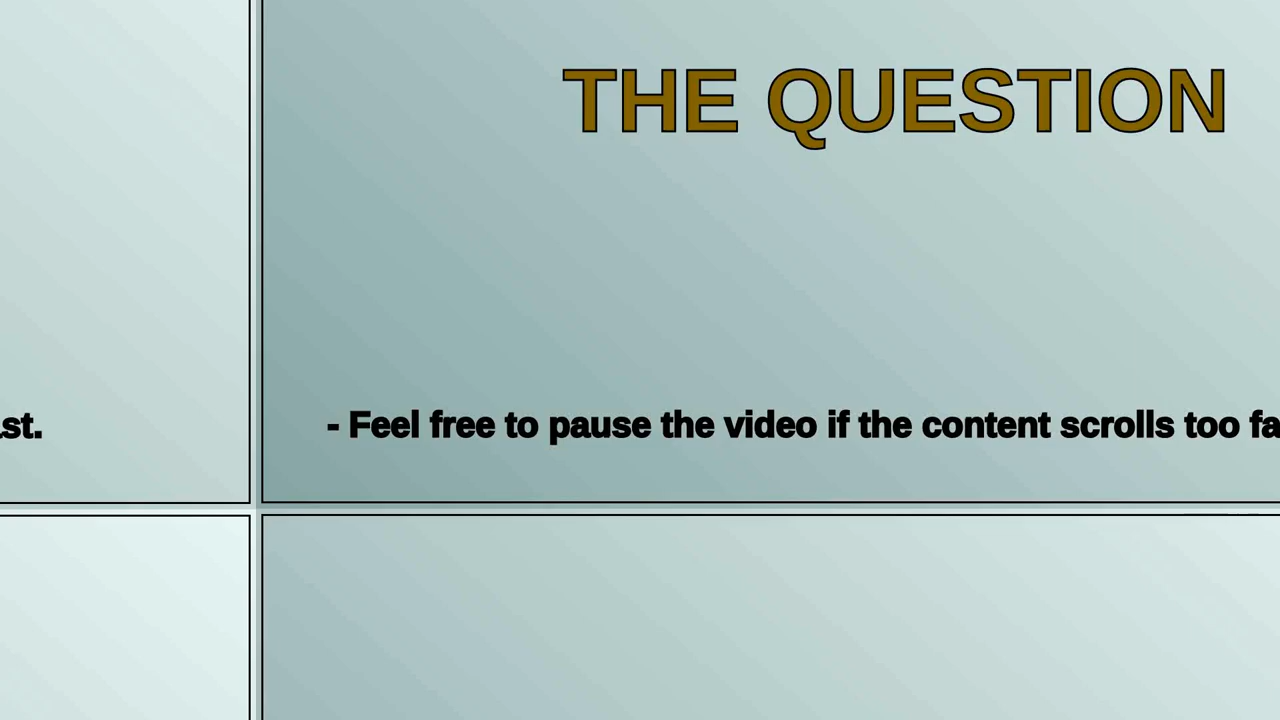 THE QUESTION
st.
- Feel free to pause the video if the content scrolls too fa